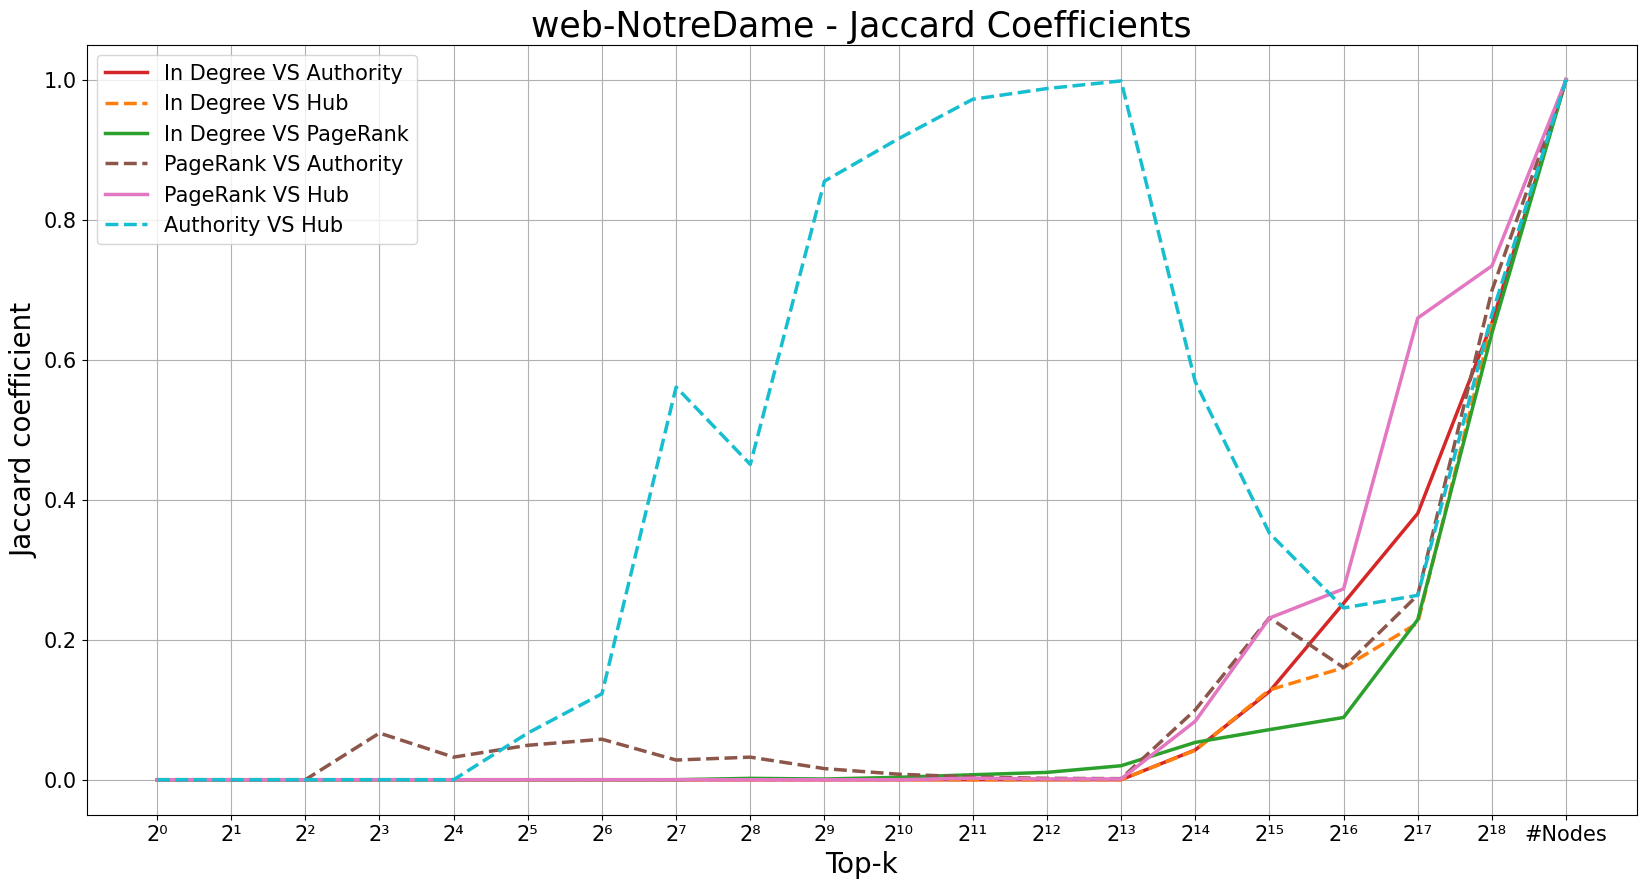 web-NotreDame - Jaccard Coefficients
In Degree VS Authority
In Degree VS Hub
In Degree VS PageRank
PageRank VS Authority
PageRank VS Hub
Authority VS Hub
Jaccard coefficient
1.0
0.8
0.6
0.4
0.2
0.0
2⁰ 2¹ 2² 2³ 2⁴ 2⁵ 2⁶ 2⁷ 2⁸ 2⁹ 2¹⁰ 2¹¹ 2¹² 2¹³ 2¹⁴ 2¹⁵ 2¹⁶ 2¹⁷ 2¹⁸ #Nodes
Top-k